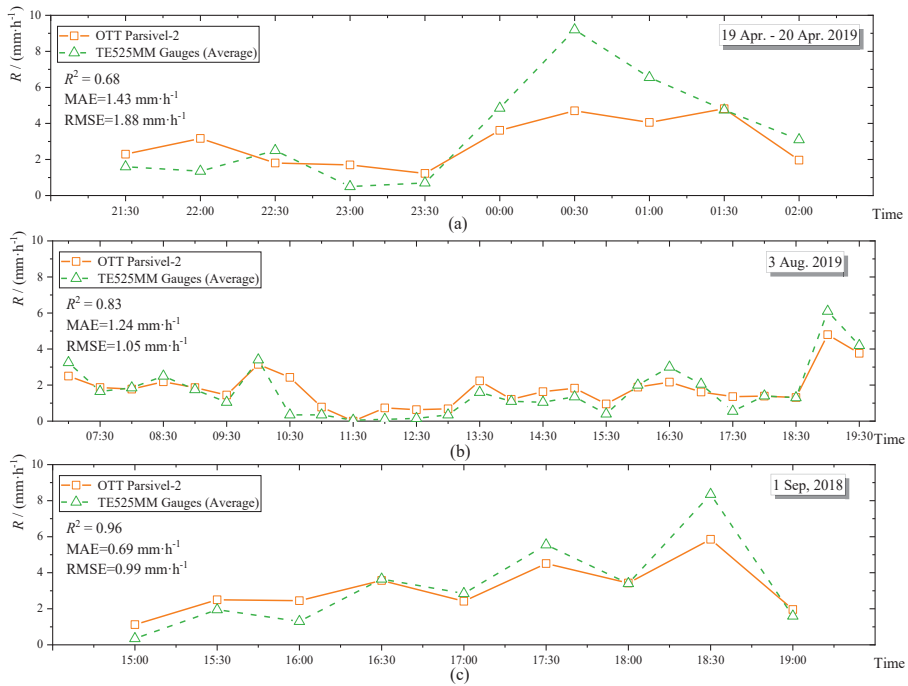 R / (mm·h⁻¹)
10
8
6
4
2
0
OTT Parsivel-2
TE525MM Gauges (Average)
R² = 0.68
MAE=1.43 mm·h⁻¹
RMSE=1.88 mm·h⁻¹
19 Apr. - 20 Apr. 2019
21:30 22:00 22:30 23:00 23:30 00:00 00:30 01:00 01:30 02:00
Time
(a)
R / (mm·h⁻¹)
10
8
6
4
2
0
OTT Parsivel-2
TE525MM Gauges (Average)
R² = 0.83
MAE=1.24 mm·h⁻¹
RMSE=1.05 mm·h⁻¹
3 Aug. 2019
07:30 08:30 09:30 10:30 11:30 12:30 13:30 14:30 15:30 16:30 17:30 18:30 19:30
Time
(b)
R / (mm·h⁻¹)
10
8
6
4
2
0
OTT Parsivel-2
TE525MM Gauges (Average)
R² = 0.96
MAE=0.69 mm·h⁻¹
RMSE=0.99 mm·h⁻¹
1 Sep, 2018
15:00 15:30 16:00 16:30 17:00 17:30 18:00 18:30 19:00
Time
(c)